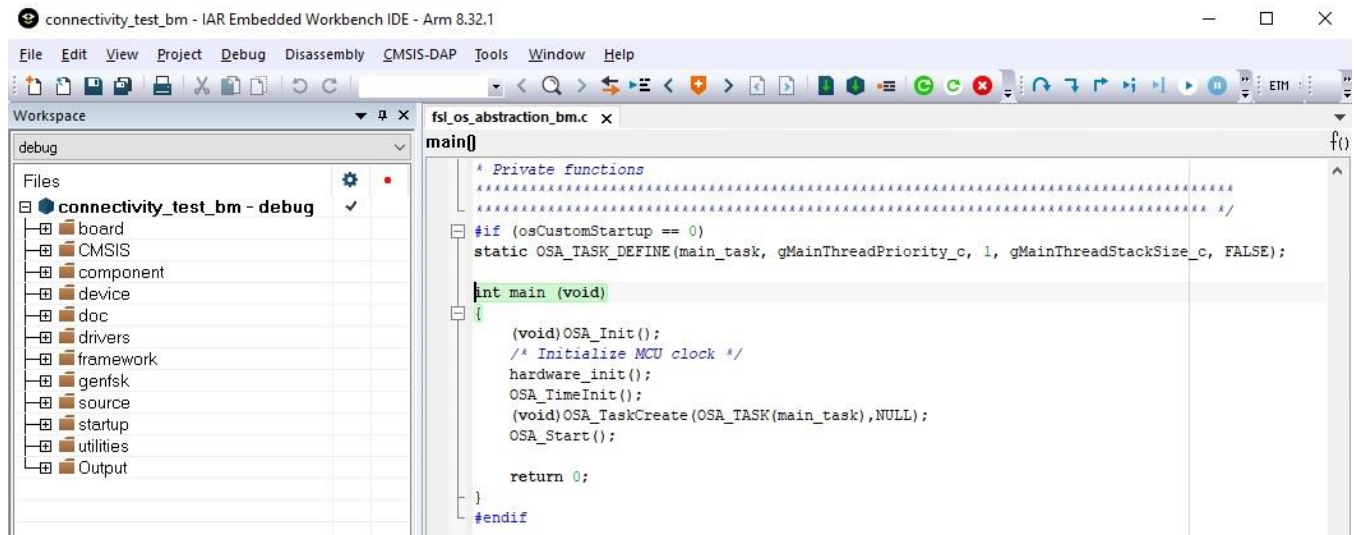 connectivity_test_bm - IAR Embedded Workbench IDE - Arm 8.32.1
File Edit View Project Debug Disassembly CMSIS-DAP Tools Window Help
ETM
Workspace
fsl_os_abstraction_bm.c
debug
main()
f()
Files
connectivity_test_bm - debug
board
CMSIS
component
device
doc
drivers
framework
genfsk
source
startup
utilities
Output
* Private functions
*************************************************************************************
********************************************************************************** */
#if (osCustomStartup == 0)
static OSA_TASK_DEFINE(main_task, gMainThreadPriority_c, 1, gMainThreadStackSize_c, FALSE);
int main (void)
{
(void)OSA_Init();
/* Initialize MCU clock */
hardware_init();
OSA_TimeInit();
(void)OSA_TaskCreate(OSA_TASK(main_task),NULL);
OSA_Start();
return 0;
}
#endif